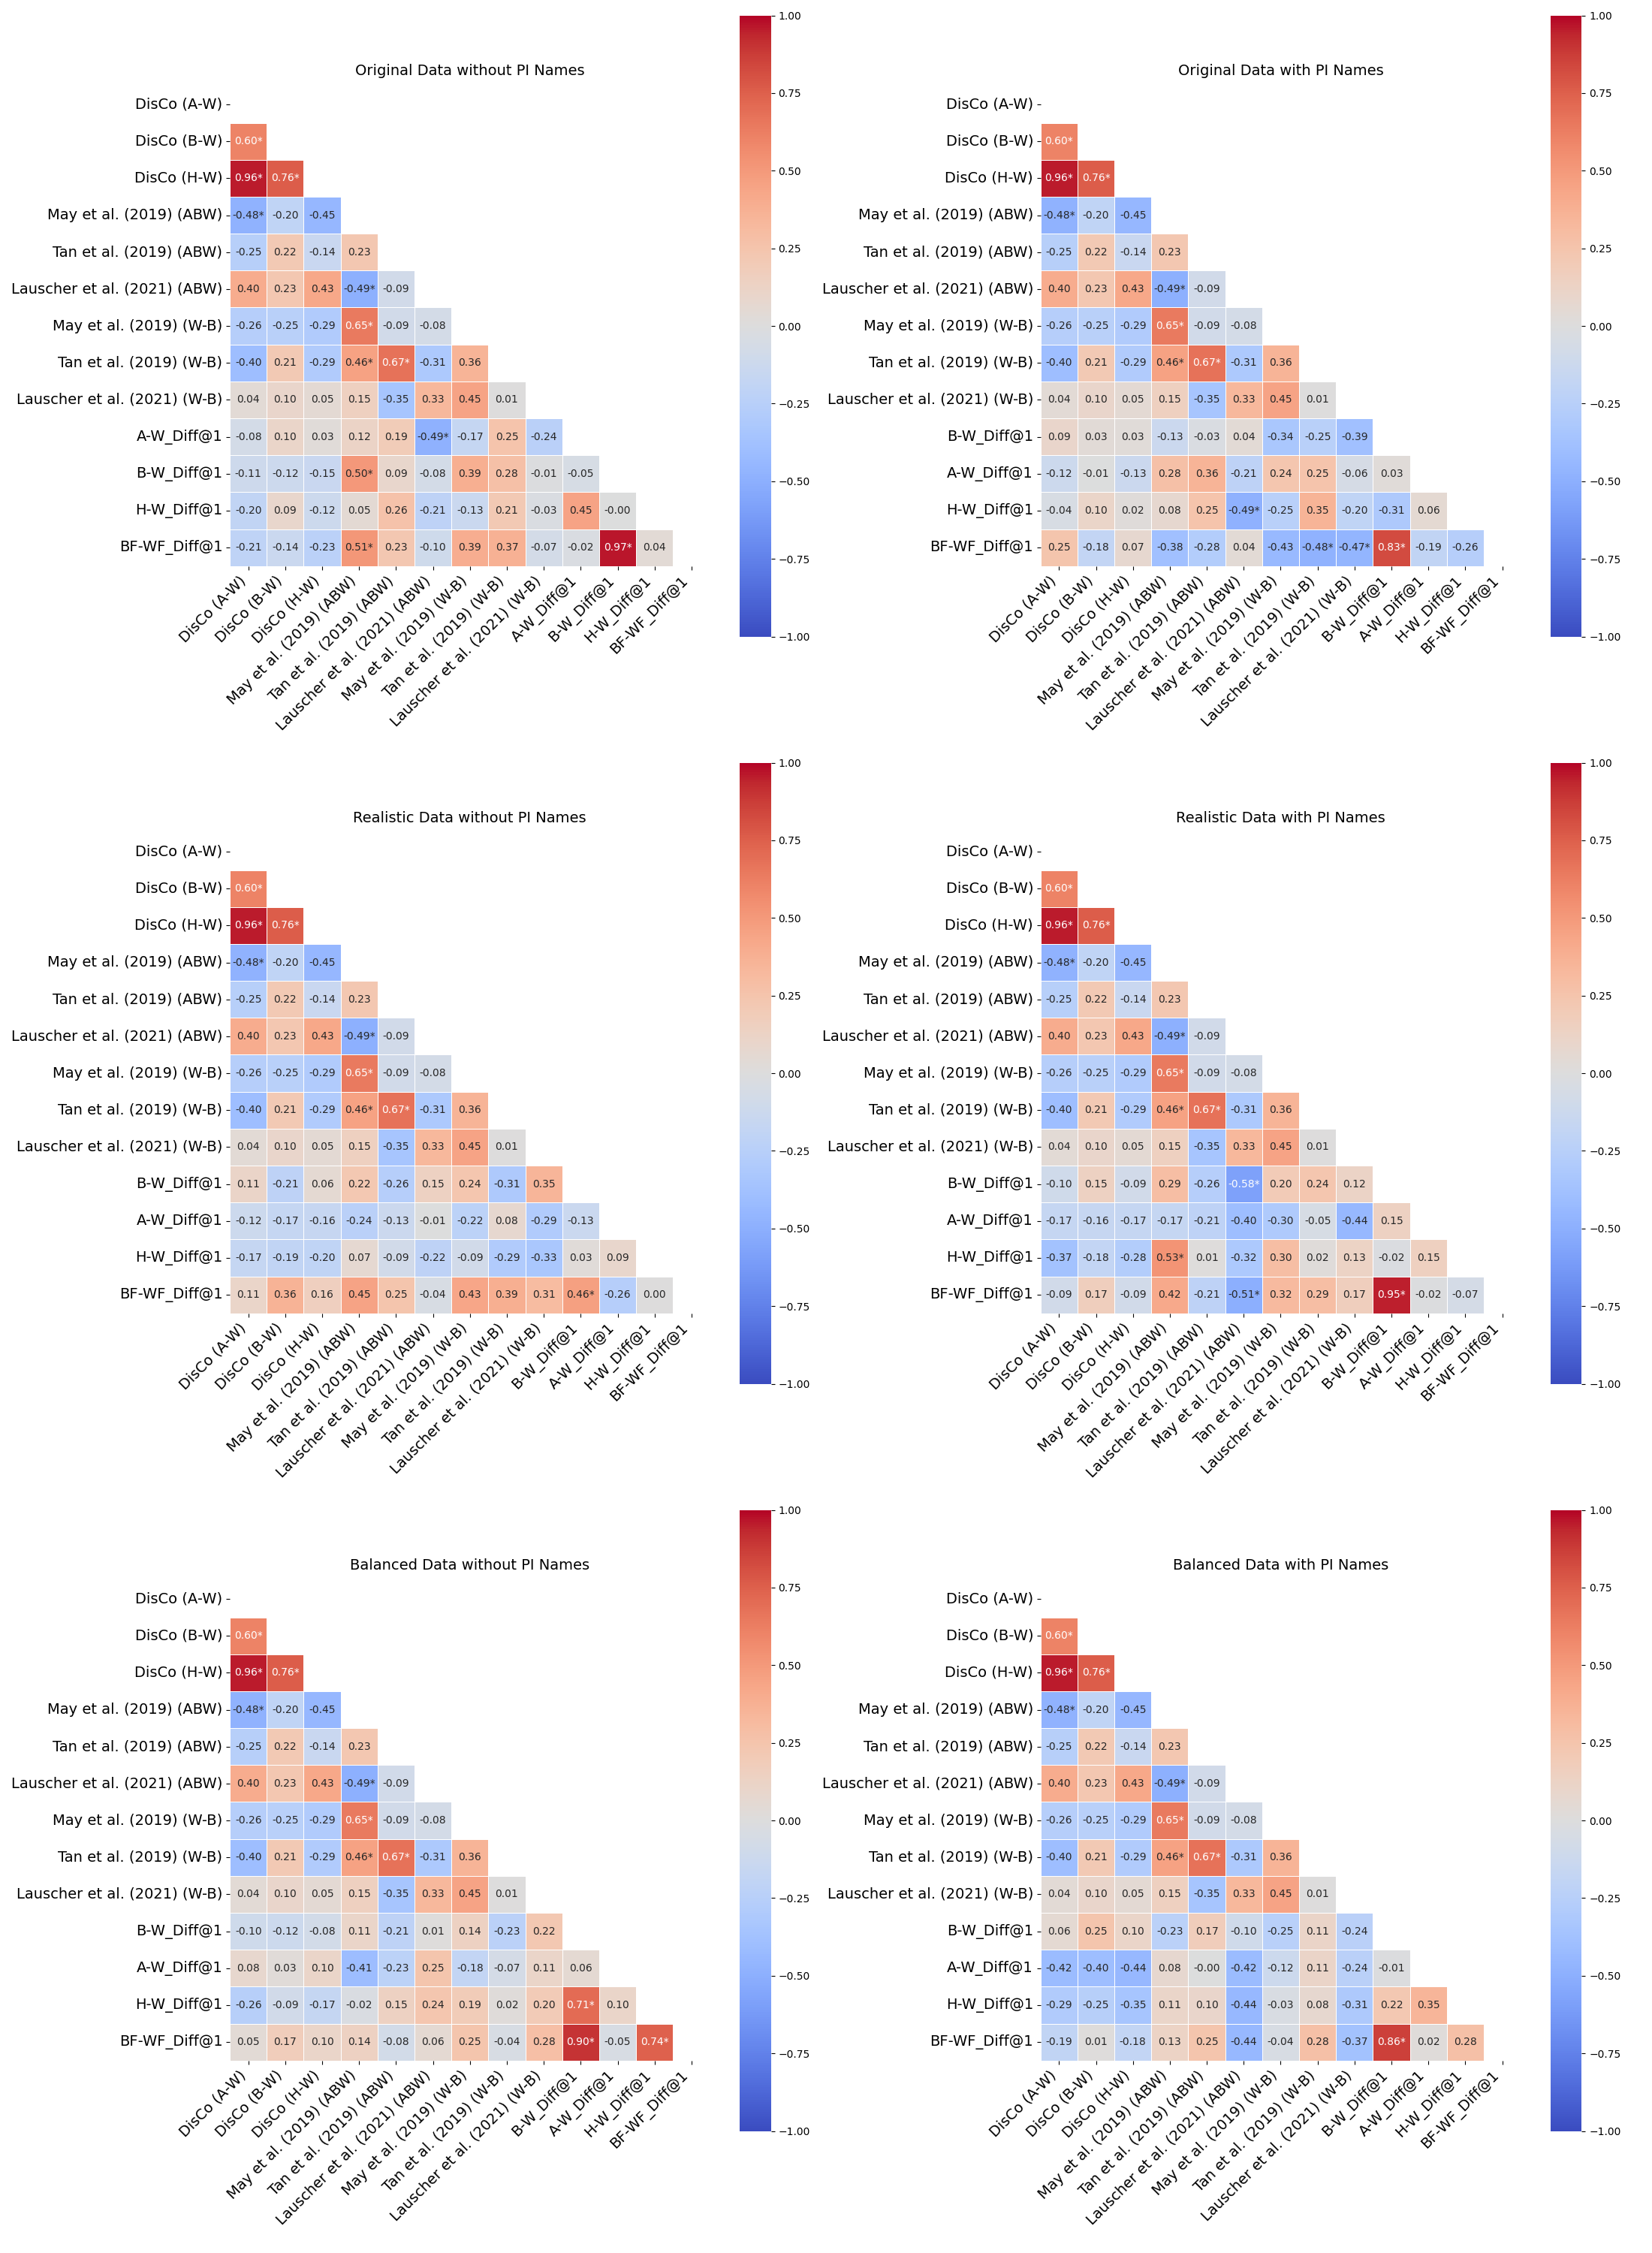 Original Data without PI Names
DisCo (A-W)
DisCo (B-W) 0.60*
DisCo (H-W) 0.96* 0.76*
May et al. (2019) (ABW) -0.48* -0.20 -0.45
Tan et al. (2019) (ABW) -0.25 0.22 -0.14 0.23
Lauscher et al. (2021) (ABW) 0.40 0.23 0.43 -0.49* -0.09
May et al. (2019) (W-B) -0.26 -0.25 -0.29 0.65* -0.09 -0.08
Tan et al. (2019) (W-B) -0.40 0.21 -0.29 0.46* 0.67* -0.31 0.36
Lauscher et al. (2021) (W-B) 0.04 0.10 0.05 0.15 -0.35 0.33 0.45 0.01
A-W_Diff@1 -0.08 0.10 0.03 0.12 0.19 -0.49* -0.17 0.25 -0.24
B-W_Diff@1 -0.11 -0.12 -0.15 0.50* 0.09 -0.08 0.39 0.28 -0.01 -0.05
H-W_Diff@1 -0.20 0.09 -0.12 0.05 0.26 -0.21 -0.13 0.21 -0.03 0.45 -0.00
BF-WF_Diff@1 -0.21 -0.14 -0.23 0.51* 0.23 -0.10 0.39 0.37 -0.07 -0.02 0.97* 0.04
DisCo (A-W) DisCo (B-W) DisCo (H-W) May et al. (2019) (ABW) Tan et al. (2019) (ABW) Lauscher et al. (2021) (ABW) May et al. (2019) (W-B) Tan et al. (2019) (W-B) Lauscher et al. (2021) (W-B) A-W_Diff@1 B-W_Diff@1 H-W_Diff@1 BF-WF_Diff@1
1.00
0.75
0.50
0.25
0.00
−0.25
−0.50
−0.75
−1.00
Original Data with PI Names
DisCo (A-W)
DisCo (B-W) 0.60*
DisCo (H-W) 0.96* 0.76*
May et al. (2019) (ABW) -0.48* -0.20 -0.45
Tan et al. (2019) (ABW) -0.25 0.22 -0.14 0.23
Lauscher et al. (2021) (ABW) 0.40 0.23 0.43 -0.49* -0.09
May et al. (2019) (W-B) -0.26 -0.25 -0.29 0.65* -0.09 -0.08
Tan et al. (2019) (W-B) -0.40 0.21 -0.29 0.46* 0.67* -0.31 0.36
Lauscher et al. (2021) (W-B) 0.04 0.10 0.05 0.15 -0.35 0.33 0.45 0.01
B-W_Diff@1 0.09 0.03 0.03 -0.13 -0.03 0.04 -0.34 -0.25 -0.39
A-W_Diff@1 -0.12 -0.01 -0.13 0.28 0.36 -0.21 0.24 0.25 -0.06 0.03
H-W_Diff@1 -0.04 0.10 0.02 0.08 0.25 -0.49* -0.25 0.35 -0.20 -0.31 0.06
BF-WF_Diff@1 0.25 -0.18 0.07 -0.38 -0.28 0.04 -0.43 -0.48* -0.47* 0.83* -0.19 -0.26
DisCo (A-W) DisCo (B-W) DisCo (H-W) May et al. (2019) (ABW) Tan et al. (2019) (ABW) Lauscher et al. (2021) (ABW) May et al. (2019) (W-B) Tan et al. (2019) (W-B) Lauscher et al. (2021) (W-B) B-W_Diff@1 A-W_Diff@1 H-W_Diff@1 BF-WF_Diff@1
1.00
0.75
0.50
0.25
0.00
−0.25
−0.50
−0.75
−1.00
Realistic Data without PI Names
DisCo (A-W)
DisCo (B-W) 0.60*
DisCo (H-W) 0.96* 0.76*
May et al. (2019) (ABW) -0.48* -0.20 -0.45
Tan et al. (2019) (ABW) -0.25 0.22 -0.14 0.23
Lauscher et al. (2021) (ABW) 0.40 0.23 0.43 -0.49* -0.09
May et al. (2019) (W-B) -0.26 -0.25 -0.29 0.65* -0.09 -0.08
Tan et al. (2019) (W-B) -0.40 0.21 -0.29 0.46* 0.67* -0.31 0.36
Lauscher et al. (2021) (W-B) 0.04 0.10 0.05 0.15 -0.35 0.33 0.45 0.01
B-W_Diff@1 0.11 -0.21 0.06 0.22 -0.26 0.15 0.24 -0.31 0.35
A-W_Diff@1 -0.12 -0.17 -0.16 -0.24 -0.13 -0.01 -0.22 0.08 -0.29 -0.13
H-W_Diff@1 -0.17 -0.19 -0.20 0.07 -0.09 -0.22 -0.09 -0.29 -0.33 0.03 0.09
BF-WF_Diff@1 0.11 0.36 0.16 0.45 0.25 -0.04 0.43 0.39 0.31 0.46* -0.26 0.00
DisCo (A-W) DisCo (B-W) DisCo (H-W) May et al. (2019) (ABW) Tan et al. (2019) (ABW) Lauscher et al. (2021) (ABW) May et al. (2019) (W-B) Tan et al. (2019) (W-B) Lauscher et al. (2021) (W-B) B-W_Diff@1 A-W_Diff@1 H-W_Diff@1 BF-WF_Diff@1
1.00
0.75
0.50
0.25
0.00
−0.25
−0.50
−0.75
−1.00
Realistic Data with PI Names
DisCo (A-W)
DisCo (B-W) 0.60*
DisCo (H-W) 0.96* 0.76*
May et al. (2019) (ABW) -0.48* -0.20 -0.45
Tan et al. (2019) (ABW) -0.25 0.22 -0.14 0.23
Lauscher et al. (2021) (ABW) 0.40 0.23 0.43 -0.49* -0.09
May et al. (2019) (W-B) -0.26 -0.25 -0.29 0.65* -0.09 -0.08
Tan et al. (2019) (W-B) -0.40 0.21 -0.29 0.46* 0.67* -0.31 0.36
Lauscher et al. (2021) (W-B) 0.04 0.10 0.05 0.15 -0.35 0.33 0.45 0.01
B-W_Diff@1 -0.10 0.15 -0.09 0.29 -0.26 -0.58* 0.20 0.24 0.12
A-W_Diff@1 -0.17 -0.16 -0.17 -0.17 -0.21 -0.40 -0.30 -0.05 -0.44 0.15
H-W_Diff@1 -0.37 -0.18 -0.28 0.53* 0.01 -0.32 0.30 0.02 0.13 -0.02 0.15
BF-WF_Diff@1 -0.09 0.17 -0.09 0.42 -0.21 -0.51* 0.32 0.29 0.17 0.95* -0.02 -0.07
DisCo (A-W) DisCo (B-W) DisCo (H-W) May et al. (2019) (ABW) Tan et al. (2019) (ABW) Lauscher et al. (2021) (ABW) May et al. (2019) (W-B) Tan et al. (2019) (W-B) Lauscher et al. (2021) (W-B) B-W_Diff@1 A-W_Diff@1 H-W_Diff@1 BF-WF_Diff@1
1.00
0.75
0.50
0.25
0.00
−0.25
−0.50
−0.75
−1.00
Balanced Data without PI Names
DisCo (A-W)
DisCo (B-W) 0.60*
DisCo (H-W) 0.96* 0.76*
May et al. (2019) (ABW) -0.48* -0.20 -0.45
Tan et al. (2019) (ABW) -0.25 0.22 -0.14 0.23
Lauscher et al. (2021) (ABW) 0.40 0.23 0.43 -0.49* -0.09
May et al. (2019) (W-B) -0.26 -0.25 -0.29 0.65* -0.09 -0.08
Tan et al. (2019) (W-B) -0.40 0.21 -0.29 0.46* 0.67* -0.31 0.36
Lauscher et al. (2021) (W-B) 0.04 0.10 0.05 0.15 -0.35 0.33 0.45 0.01
B-W_Diff@1 -0.10 -0.12 -0.08 0.11 -0.21 0.01 0.14 -0.23 0.22
A-W_Diff@1 0.08 0.03 0.10 -0.41 -0.23 0.25 -0.18 -0.07 0.11 0.06
H-W_Diff@1 -0.26 -0.09 -0.17 -0.02 0.15 0.24 0.19 0.02 0.20 0.71* 0.10
BF-WF_Diff@1 0.05 0.17 0.10 0.14 -0.08 0.06 0.25 -0.04 0.28 0.90* -0.05 0.74*
DisCo (A-W) DisCo (B-W) DisCo (H-W) May et al. (2019) (ABW) Tan et al. (2019) (ABW) Lauscher et al. (2021) (ABW) May et al. (2019) (W-B) Tan et al. (2019) (W-B) Lauscher et al. (2021) (W-B) B-W_Diff@1 A-W_Diff@1 H-W_Diff@1 BF-WF_Diff@1
1.00
0.75
0.50
0.25
0.00
−0.25
−0.50
−0.75
−1.00
Balanced Data with PI Names
DisCo (A-W)
DisCo (B-W) 0.60*
DisCo (H-W) 0.96* 0.76*
May et al. (2019) (ABW) -0.48* -0.20 -0.45
Tan et al. (2019) (ABW) -0.25 0.22 -0.14 0.23
Lauscher et al. (2021) (ABW) 0.40 0.23 0.43 -0.49* -0.09
May et al. (2019) (W-B) -0.26 -0.25 -0.29 0.65* -0.09 -0.08
Tan et al. (2019) (W-B) -0.40 0.21 -0.29 0.46* 0.67* -0.31 0.36
Lauscher et al. (2021) (W-B) 0.04 0.10 0.05 0.15 -0.35 0.33 0.45 0.01
B-W_Diff@1 0.06 0.25 0.10 -0.23 0.17 -0.10 -0.25 0.11 -0.24
A-W_Diff@1 -0.42 -0.40 -0.44 0.08 -0.00 -0.42 -0.12 0.11 -0.24 -0.01
H-W_Diff@1 -0.29 -0.25 -0.35 0.11 0.10 -0.44 -0.03 0.08 -0.31 0.22 0.35
BF-WF_Diff@1 -0.19 0.01 -0.18 0.13 0.25 -0.44 -0.04 0.28 -0.37 0.86* 0.02 0.28
DisCo (A-W) DisCo (B-W) DisCo (H-W) May et al. (2019) (ABW) Tan et al. (2019) (ABW) Lauscher et al. (2021) (ABW) May et al. (2019) (W-B) Tan et al. (2019) (W-B) Lauscher et al. (2021) (W-B) B-W_Diff@1 A-W_Diff@1 H-W_Diff@1 BF-WF_Diff@1
1.00
0.75
0.50
0.25
0.00
−0.25
−0.50
−0.75
−1.00